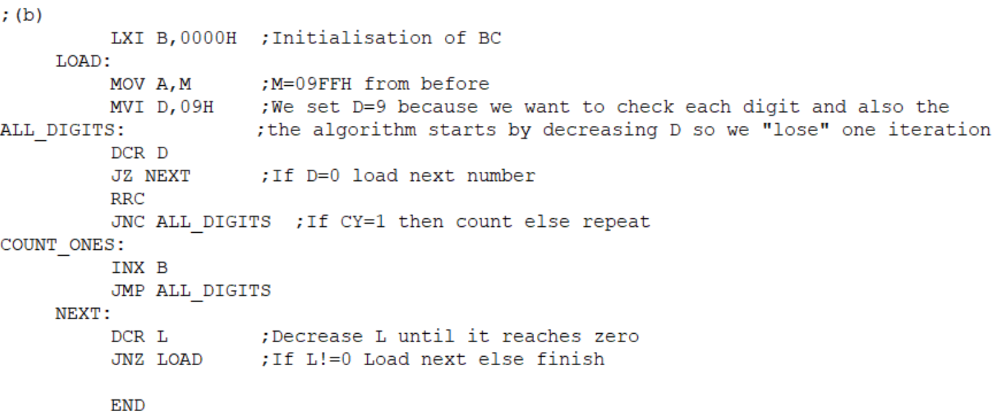 ;(b)
          LXI B,0000H  ;Initialisation of BC
     LOAD:
          MOV A,M      ;M=09FFH from before
          MVI D,09H    ;We set D=9 because we want to check each digit and also the
ALL_DIGITS:            ;the algorithm starts by decreasing D so we "lose" one iteration
          DCR D
          JZ NEXT      ;If D=0 load next number
          RRC
          JNC ALL_DIGITS  ;If CY=1 then count else repeat
COUNT_ONES:
          INX B
          JMP ALL_DIGITS
     NEXT:
          DCR L        ;Decrease L until it reaches zero
          JNZ LOAD     ;If L!=0 Load next else finish
          END